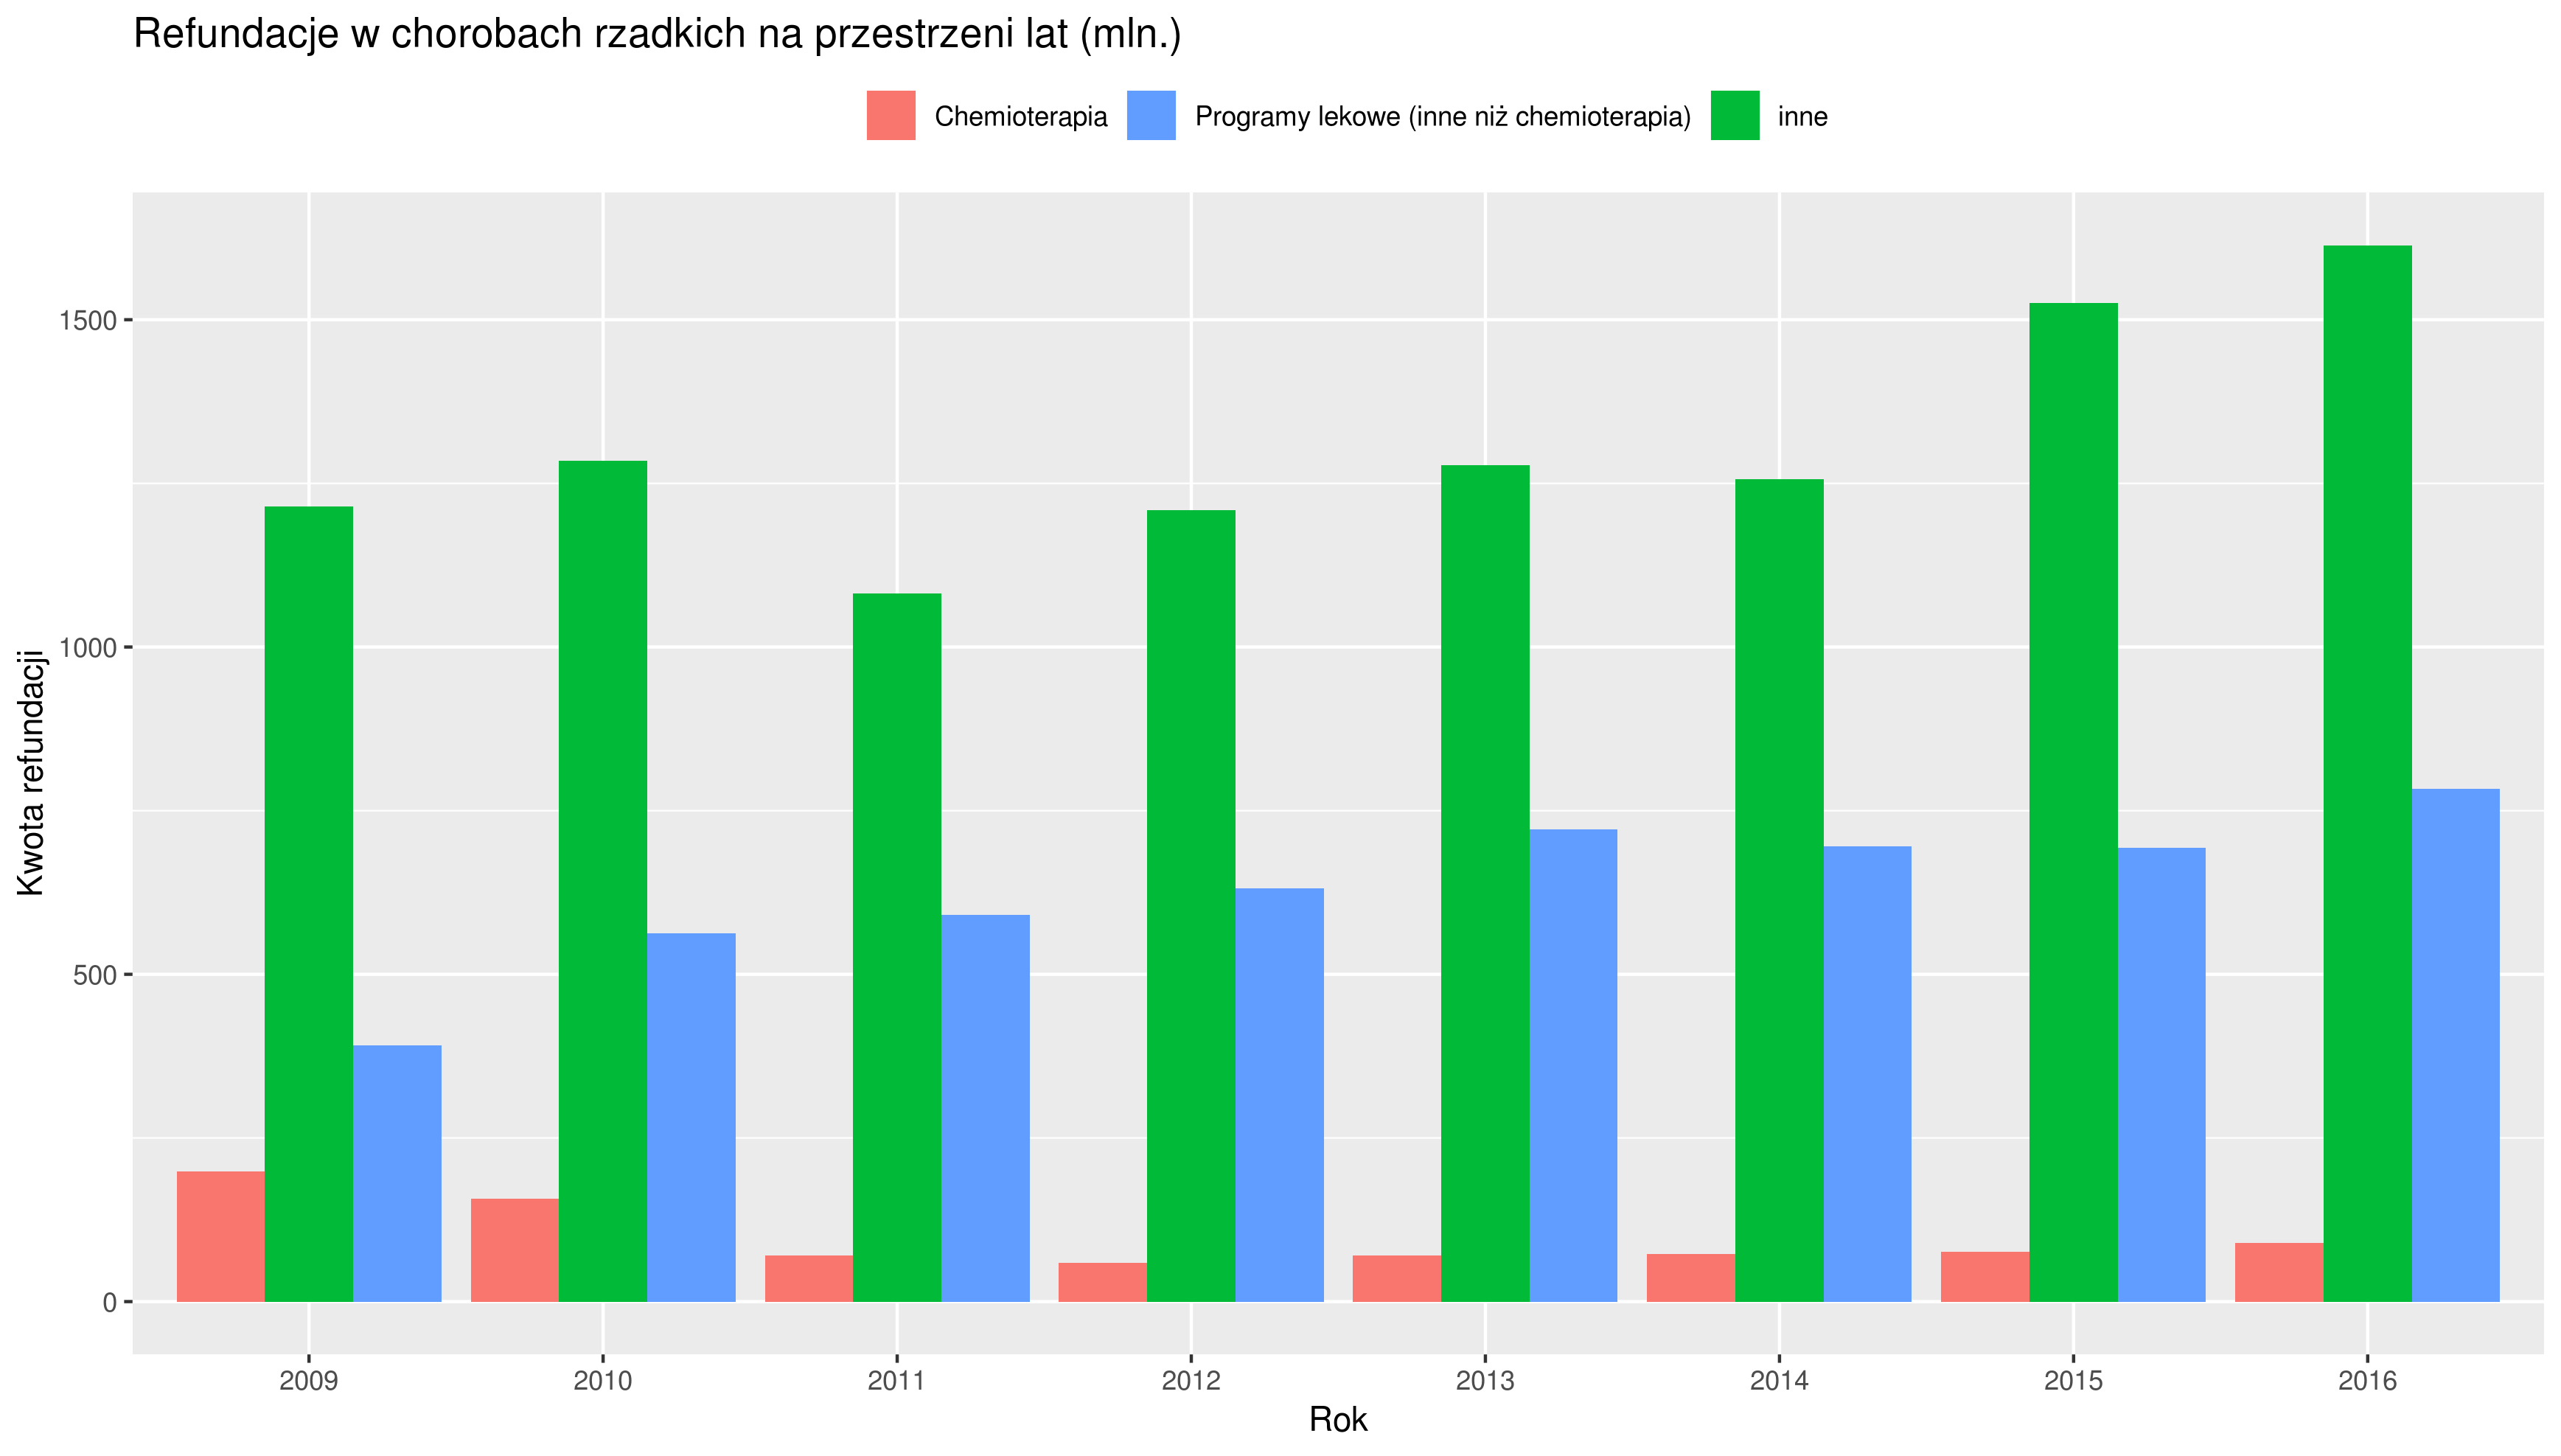 Refundacje w chorobach rzadkich na przestrzeni lat (mln.)
Chemioterapia Programy lekowe (inne niż chemioterapia) inne
Kwota refundacji
1500
1000
500
0
2009 2010 2011 2012 2013 2014 2015 2016
Rok